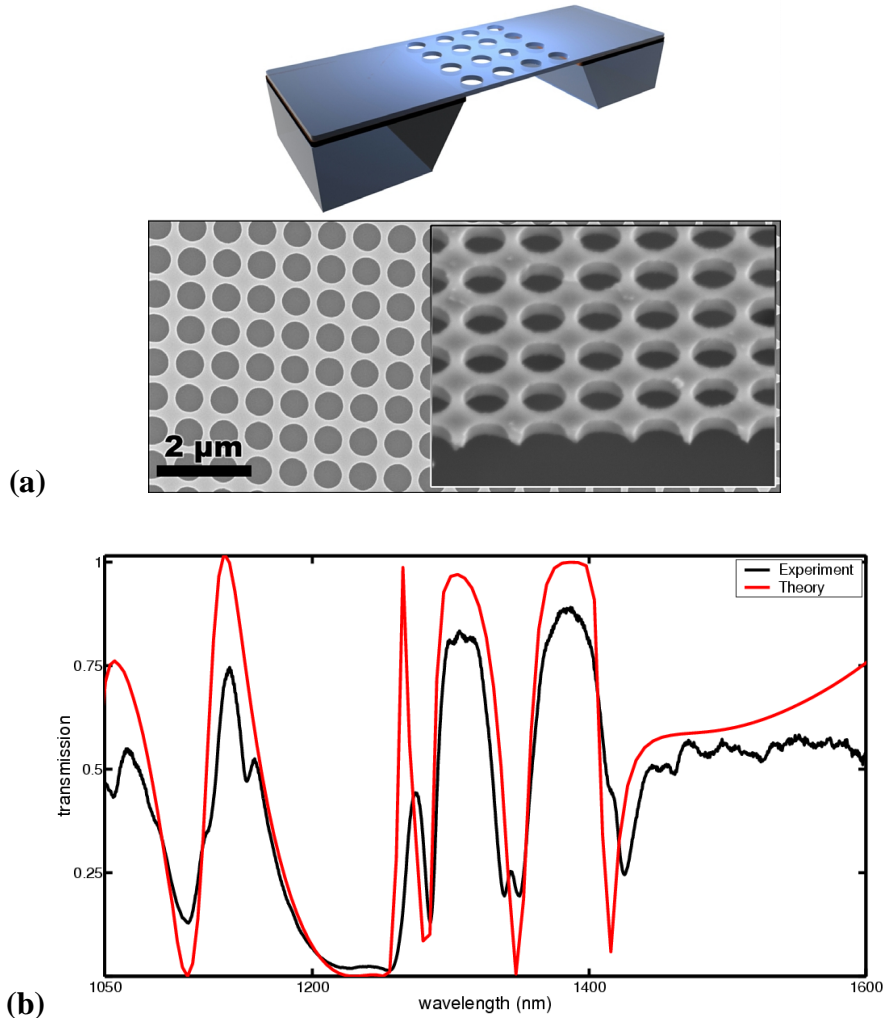 2 μm
(a)
1
0.75
0.5
0.25
transmission
Experiment
Theory
1050
1200
1400
1600
wavelength (nm)
(b)